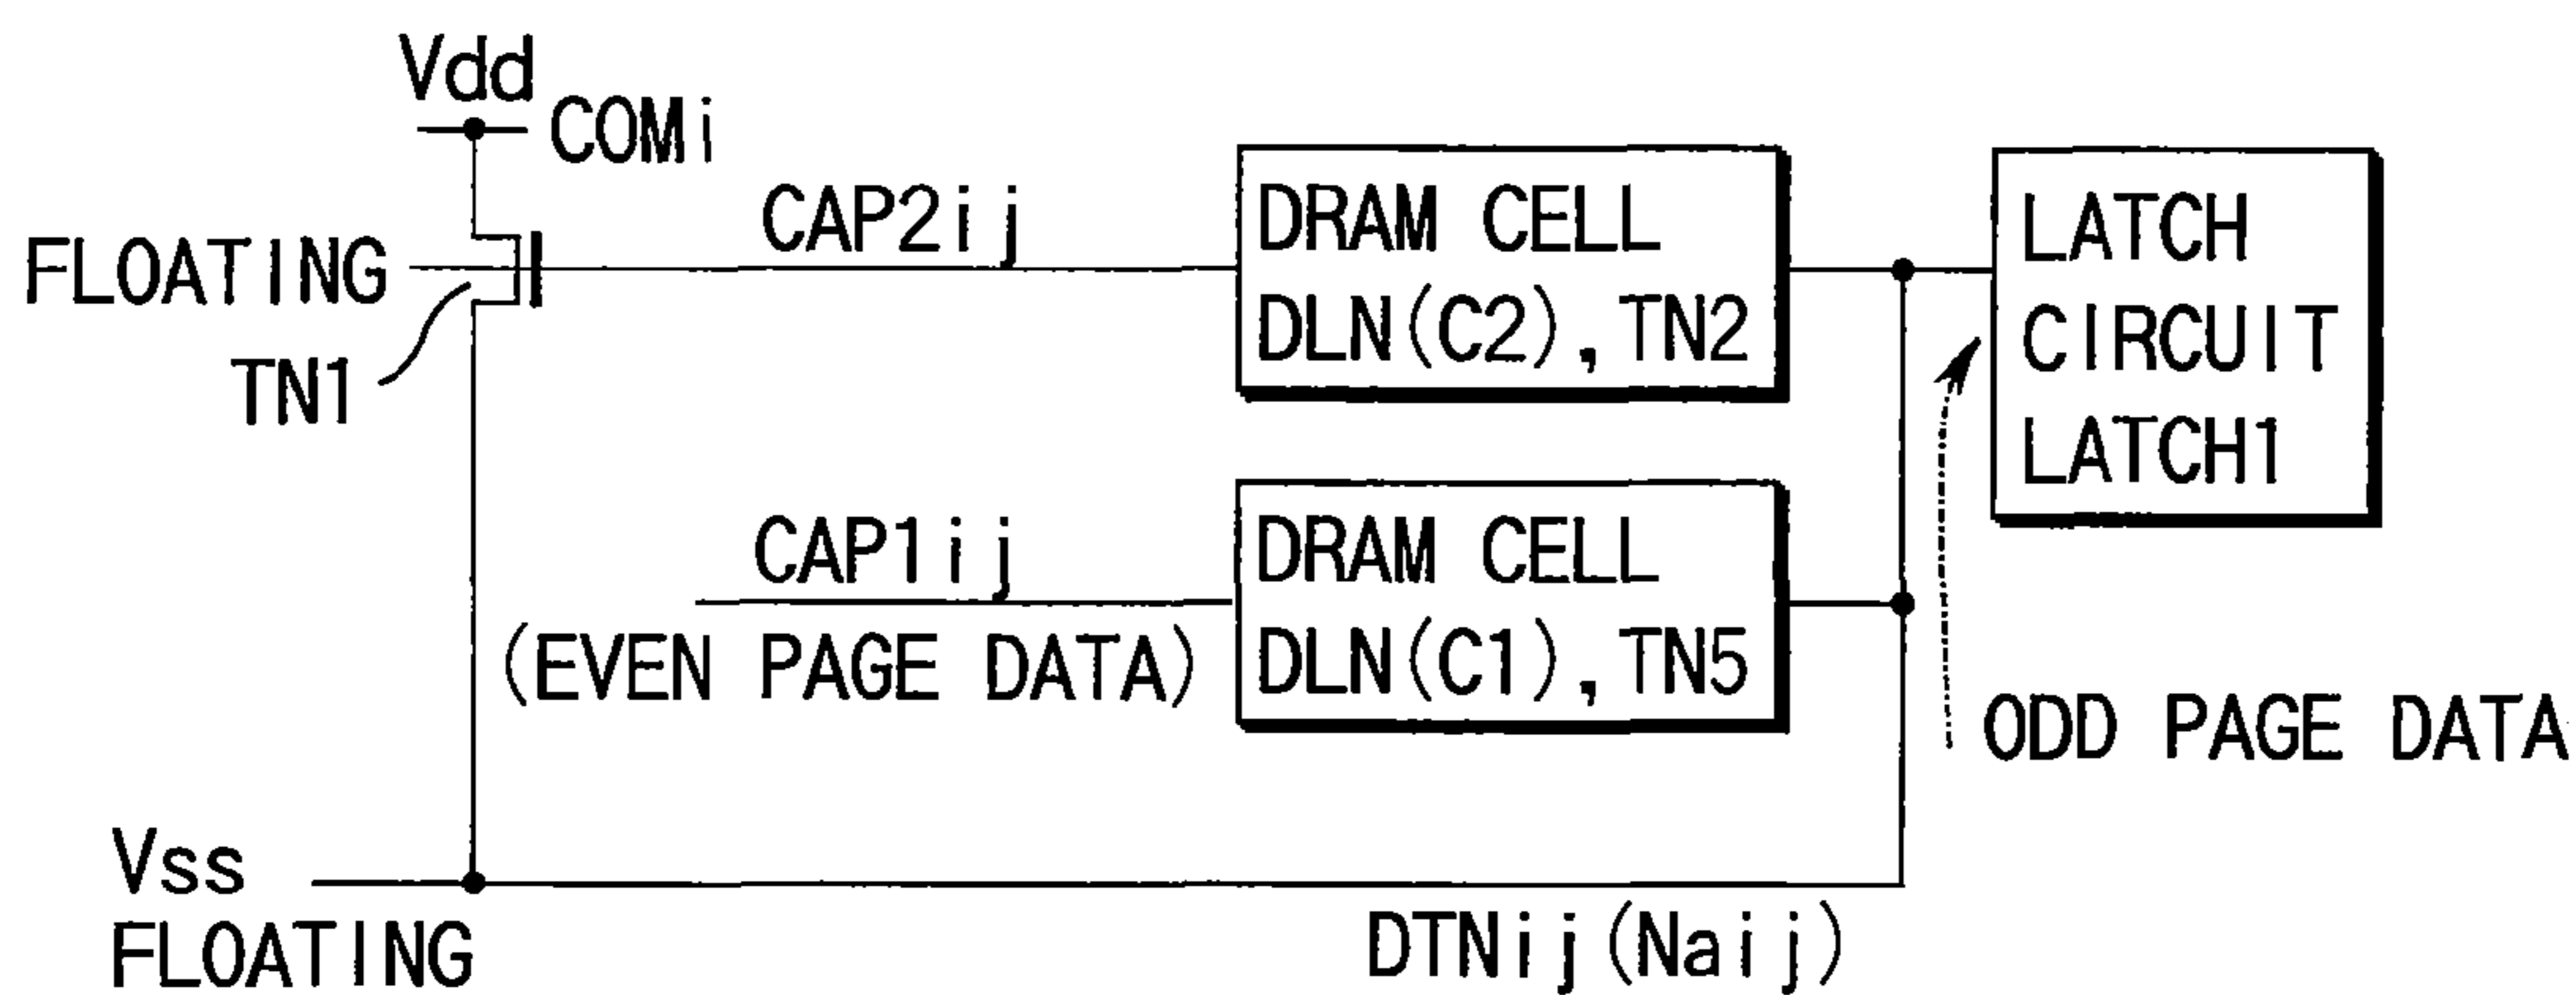 Vdd
COMi
FLOATING
TN1
CAP2ij
DRAM CELL
DLN(C2),TN2
LATCH
CIRCUIT
LATCH1
CAP1ij
(EVEN PAGE DATA)
DRAM CELL
DLN(C1),TN5
ODD PAGE DATA
Vss
FLOATING
DTNij(Naij)